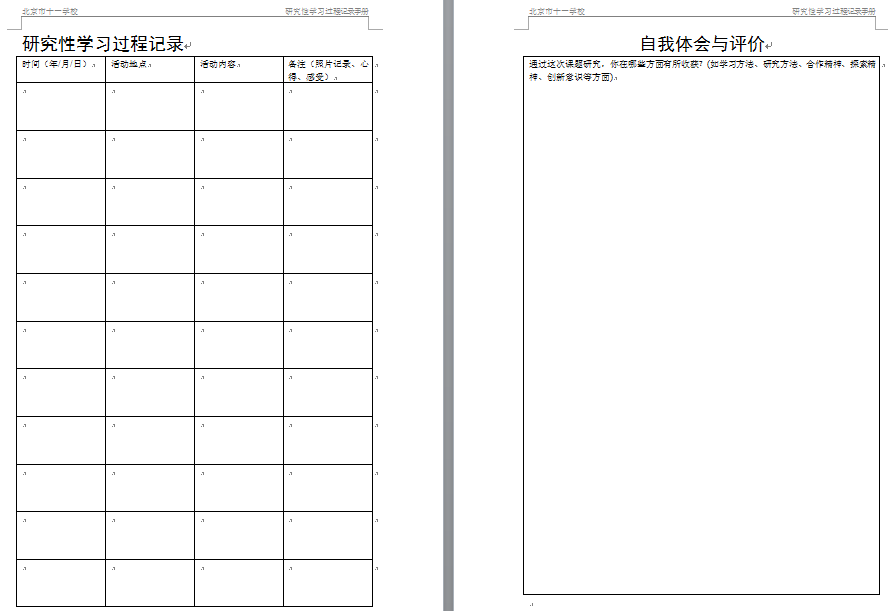 北京市十一学校 研究性学习过程记录手册
研究性学习过程记录
时间（年/月/日） 活动地点 活动内容 备注（照片记录、心
得、感受）
北京市十一学校 研究性学习过程记录手册
自我体会与评价
通过这次课题研究，你在哪些方面有所收获？(如学习方法、研究方法、合作精神、探索精
神、创新意识等方面)